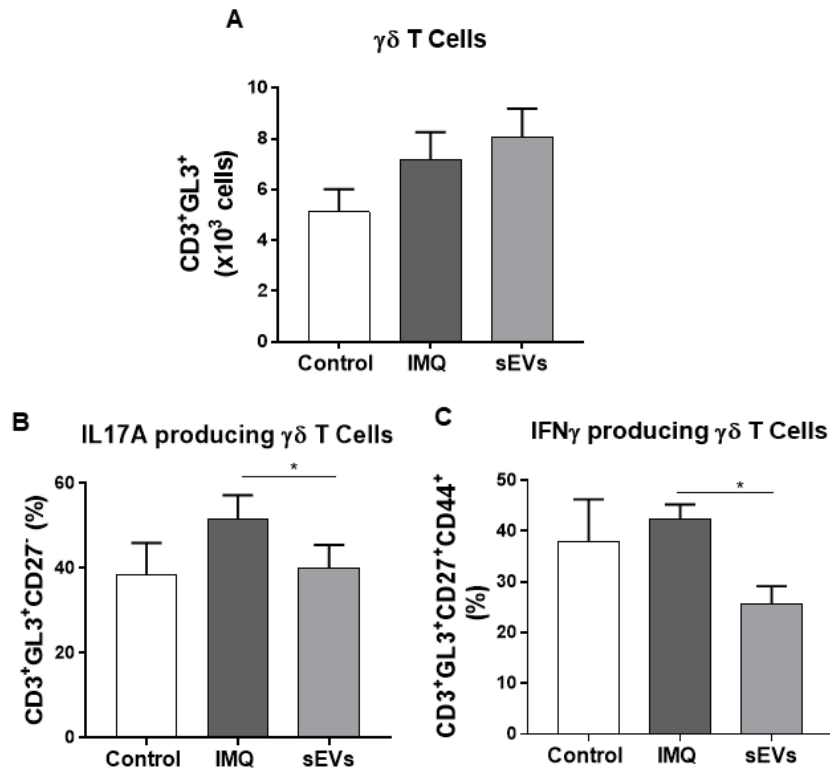 A
γδ T Cells
CD3⁺GL3⁺
(x10³ cells)
10
8
6
4
2
0
Control IMQ sEVs
B
IL17A producing γδ T Cells
CD3⁺GL3⁺CD27⁻ (%)
60
40
20
0
*
Control IMQ sEVs
C
IFNγ producing γδ T Cells
CD3⁺GL3⁺CD27⁺CD44⁺
(%)
50
40
30
20
10
0
*
Control IMQ sEVs